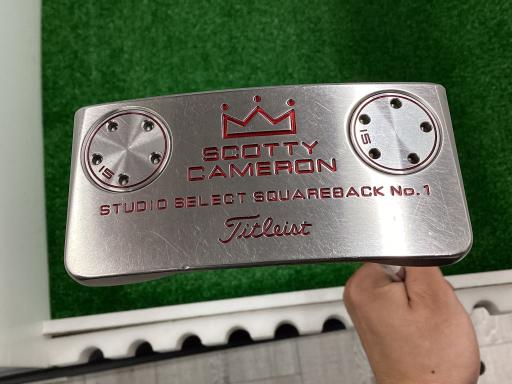 SCOTTY
CAMERON
15
15
STUDIO SELECT SQUAREBACK No.1
Titleist